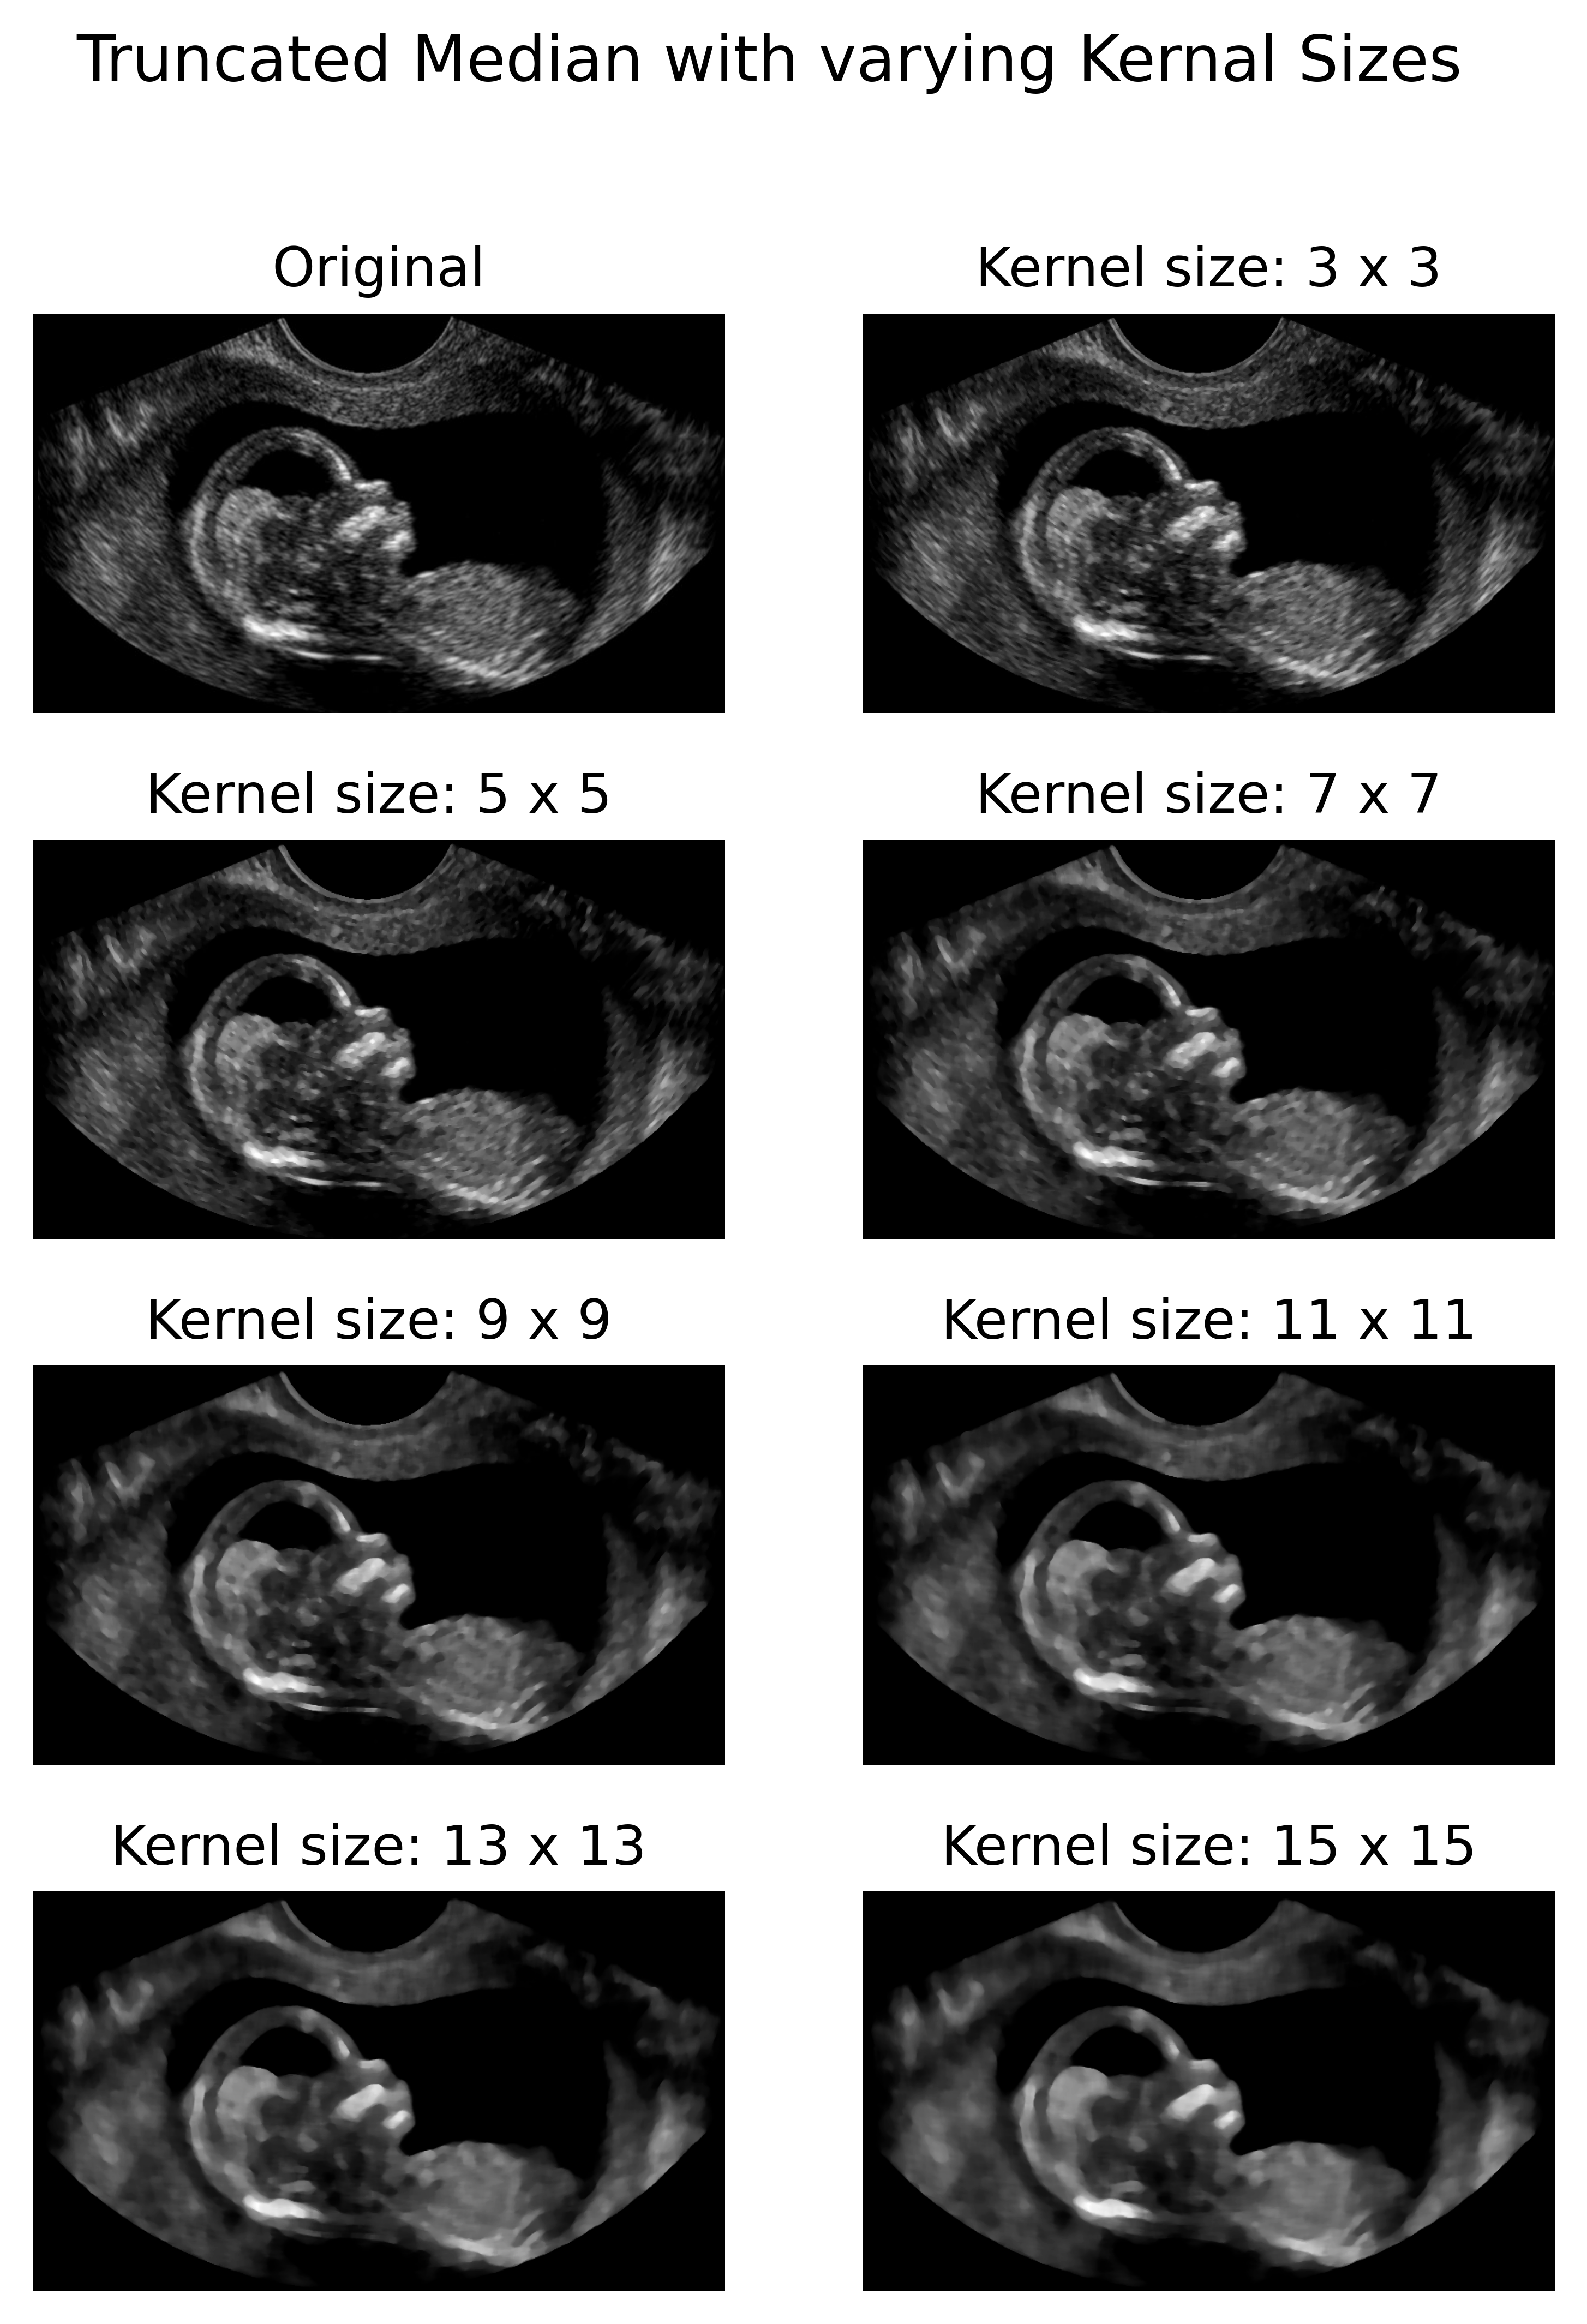 Truncated Median with varying Kernal Sizes
Original
Kernel size: 3 x 3
Kernel size: 5 x 5
Kernel size: 7 x 7
Kernel size: 9 x 9
Kernel size: 11 x 11
Kernel size: 13 x 13
Kernel size: 15 x 15